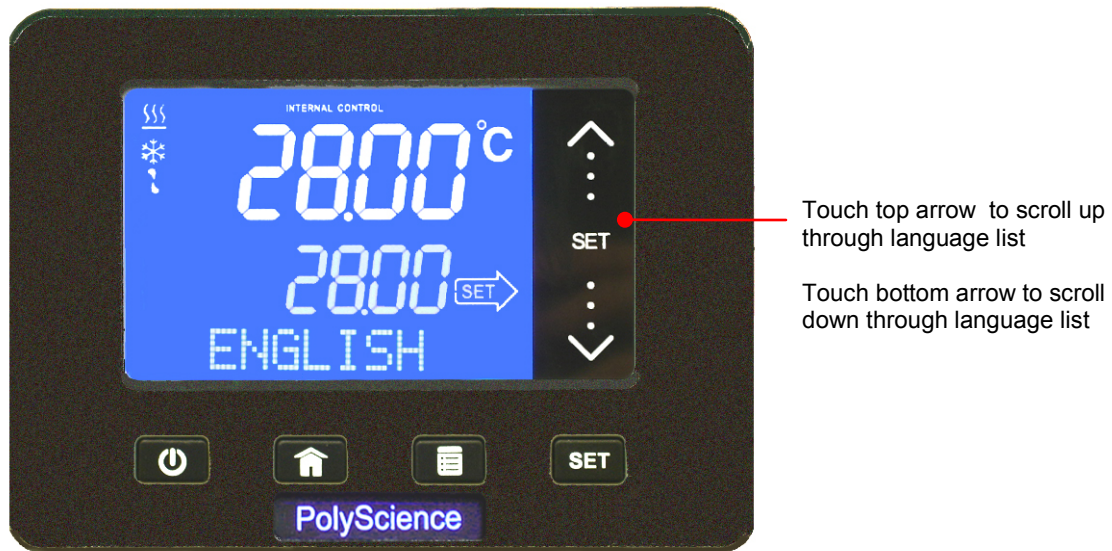 INTERNAL CONTROL
28.00°C
28.00 SET
ENGLISH
SET
SET
PolyScience
Touch top arrow to scroll up
through language list
Touch bottom arrow to scroll
down through language list